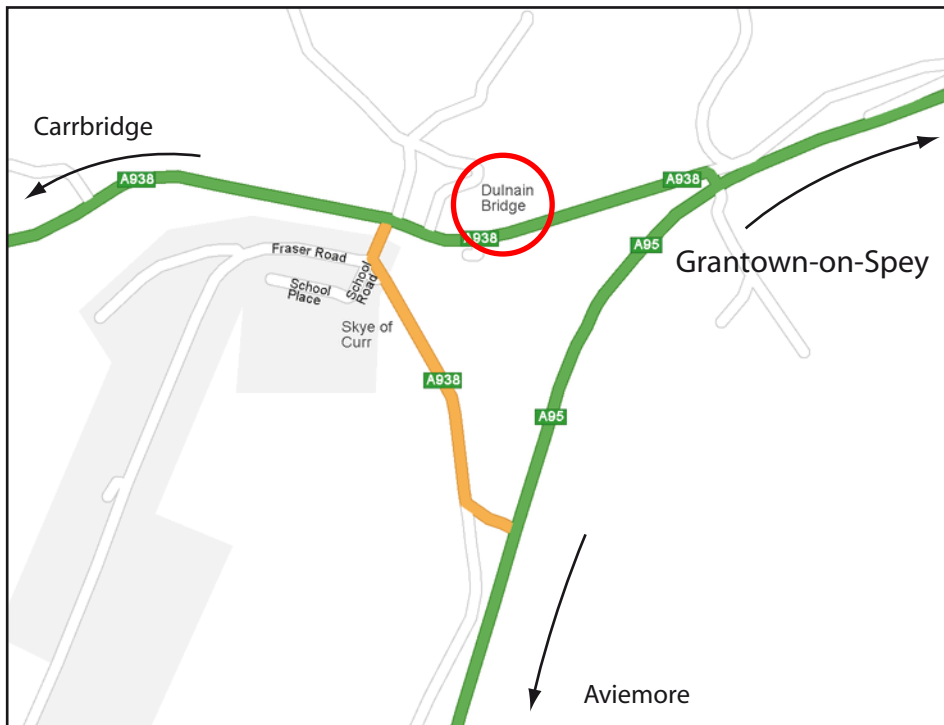 Carrbridge
A938
Dulnain
Bridge
A938
A938
A95
Grantown-on-Spey
Fraser Road
School
Road
School
Place
Skye of
Curr
A938
A95
Aviemore